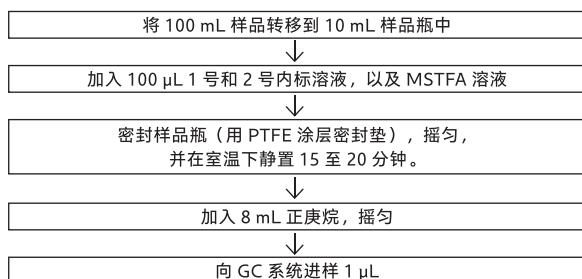 将 100 mL 样品转移到 10 mL 样品瓶中
加入 100 μL 1 号和 2 号内标溶液，以及 MSTFA 溶液
密封样品瓶（用 PTFE 涂层密封垫），摇匀，
并在室温下静置 15 至 20 分钟。
加入 8 mL 正庚烷，摇匀
向 GC 系统进样 1 μL